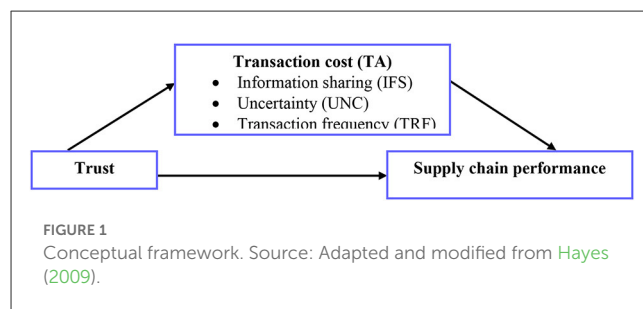 Transaction cost (TA)
• Information sharing (IFS)
• Uncertainty (UNC)
• Transaction frequency (TRF)
Trust
Supply chain performance
FIGURE 1
Conceptual framework. Source: Adapted and modified from Hayes
(2009).